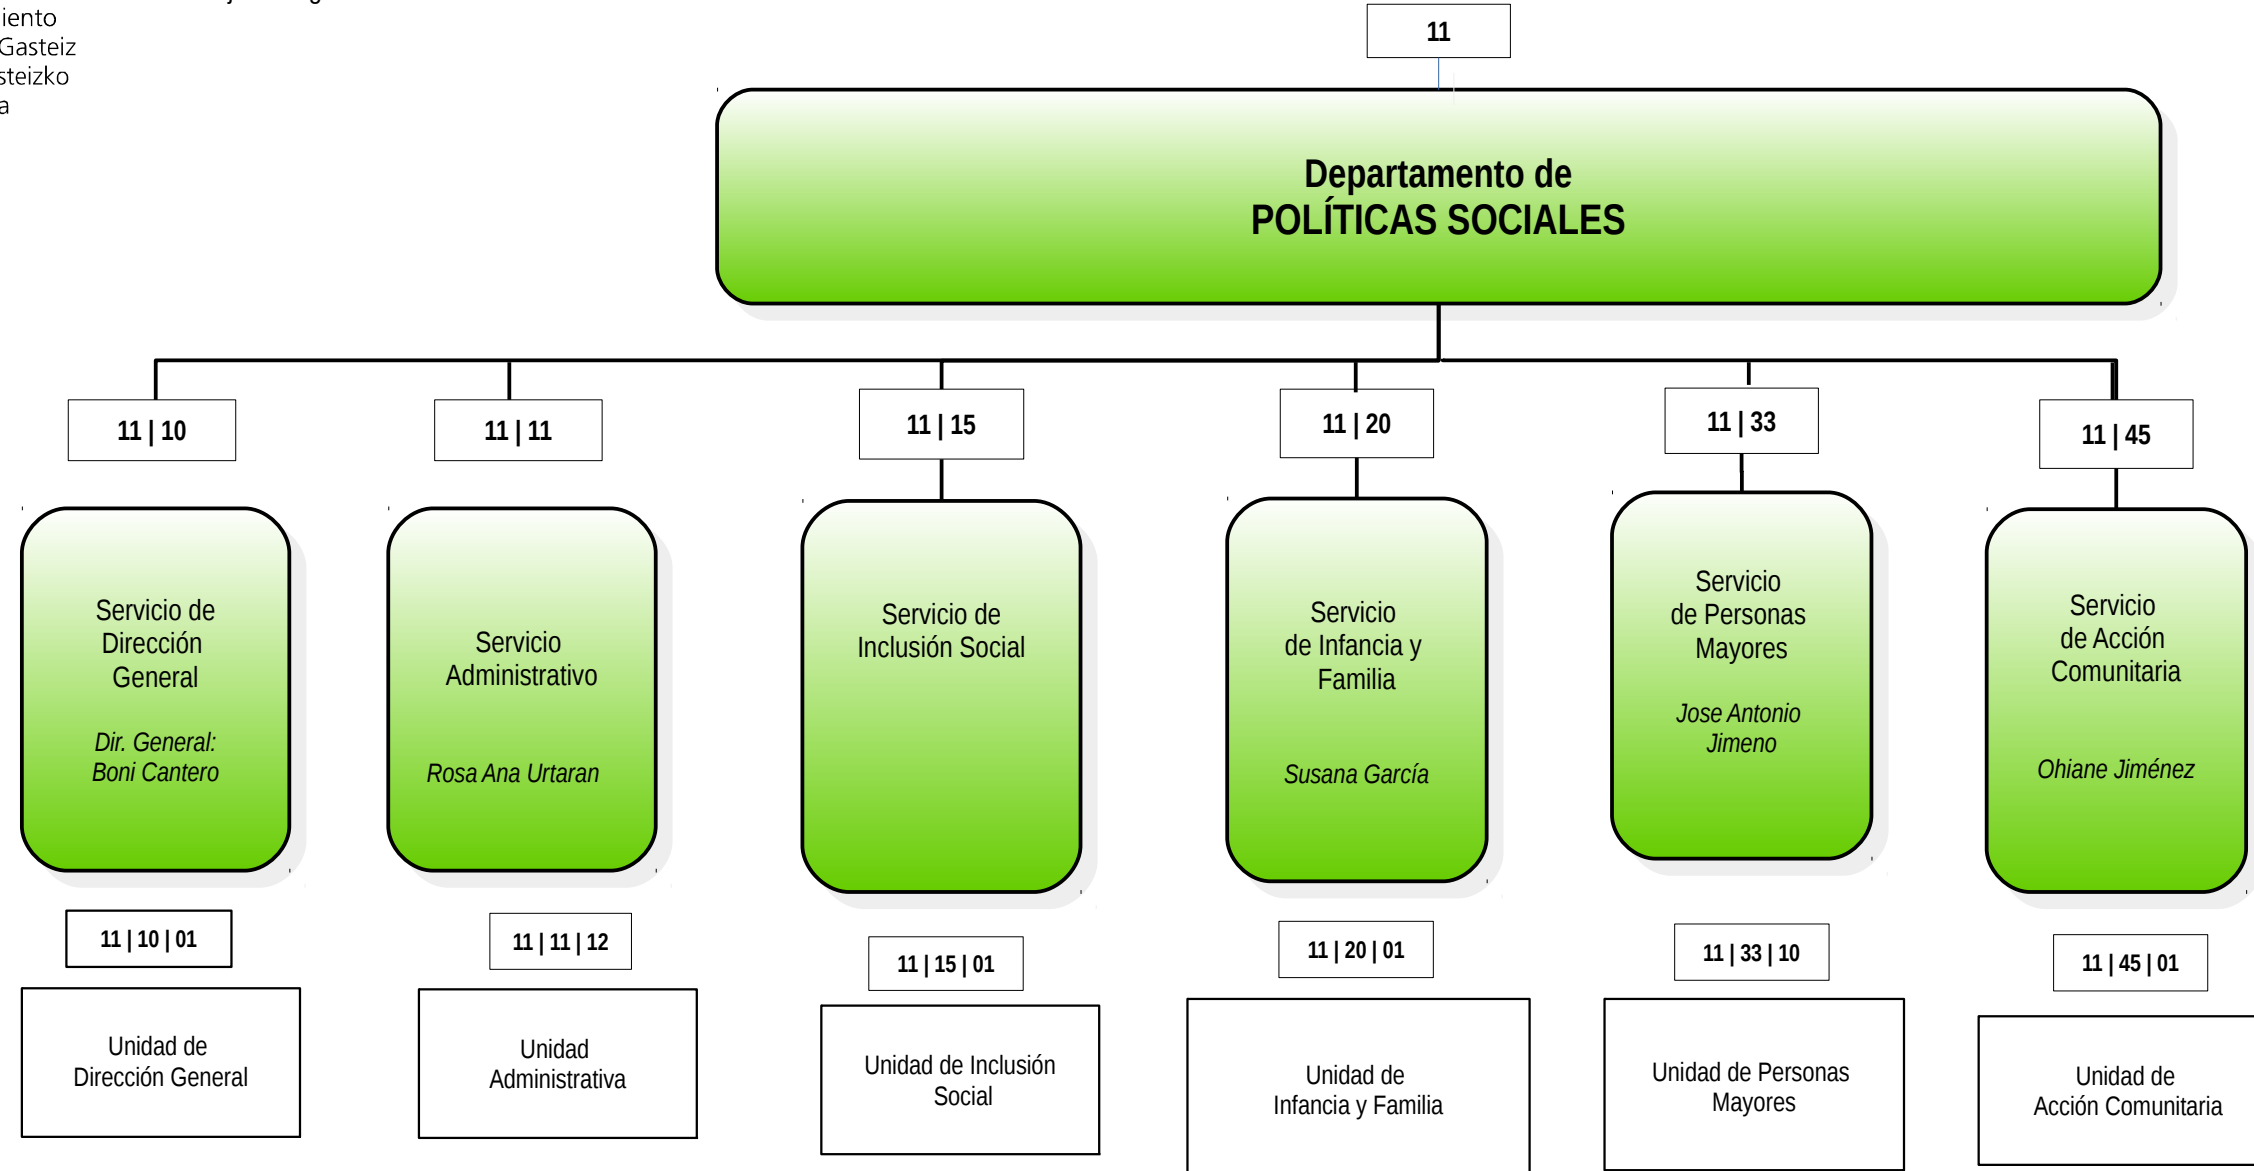 iento
Gasteiz
steizko
a
11
Departamento de
POLÍTICAS SOCIALES
11 | 10
11 | 11
11 | 15
11 | 20
11 | 33
11 | 45
Servicio de
Dirección
General
Dir. General:
Boni Cantero
Servicio
Administrativo
Rosa Ana Urtaran
Servicio de
Inclusión Social
Servicio
de Infancia y
Familia
Susana García
Servicio
de Personas
Mayores
Jose Antonio
Jimeno
Servicio
de Acción
Comunitaria
Ohiane Jiménez
11 | 10 | 01
11 | 11 | 12
11 | 15 | 01
11 | 20 | 01
11 | 33 | 10
11 | 45 | 01
Unidad de
Dirección General
Unidad
Administrativa
Unidad de Inclusión
Social
Unidad de
Infancia y Familia
Unidad de Personas
Mayores
Unidad de
Acción Comunitaria